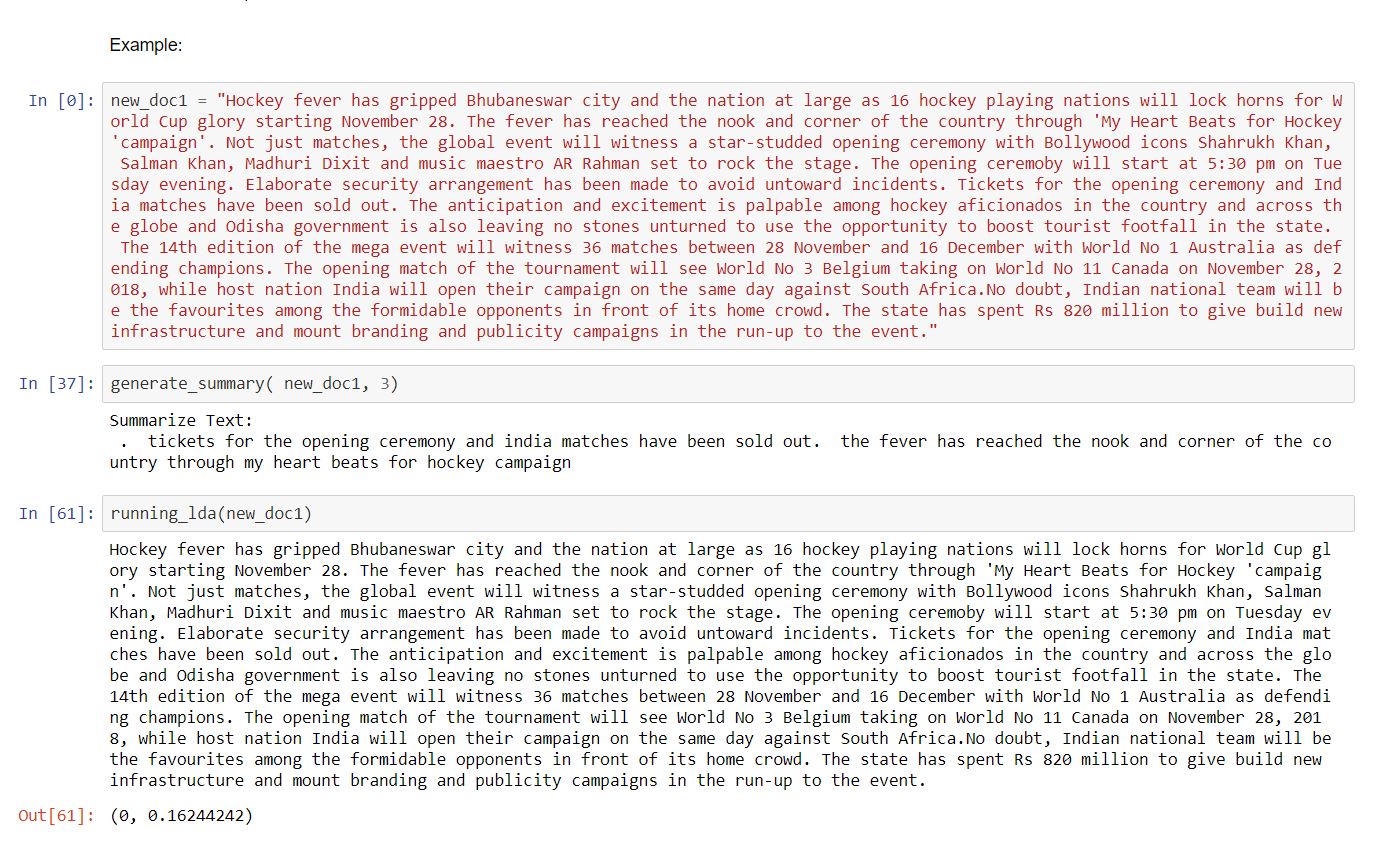 Example:
In [0]: new_doc1 = "Hockey fever has gripped Bhubaneswar city and the nation at large as 16 hockey playing nations will lock horns for W
orld Cup glory starting November 28. The fever has reached the nook and corner of the country through 'My Heart Beats for Hockey
'campaign'. Not just matches, the global event will witness a star-studded opening ceremony with Bollywood icons Shahrukh Khan,
Salman Khan, Madhuri Dixit and music maestro AR Rahman set to rock the stage. The opening ceremoby will start at 5:30 pm on Tue
sday evening. Elaborate security arrangement has been made to avoid untoward incidents. Tickets for the opening ceremony and Ind
ia matches have been sold out. The anticipation and excitement is palpable among hockey aficionados in the country and across th
e globe and Odisha government is also leaving no stones unturned to use the opportunity to boost tourist footfall in the state.
The 14th edition of the mega event will witness 36 matches between 28 November and 16 December with World No 1 Australia as def
ending champions. The opening match of the tournament will see World No 3 Belgium taking on World No 11 Canada on November 28, 2
018, while host nation India will open their campaign on the same day against South Africa.No doubt, Indian national team will b
e the favourites among the formidable opponents in front of its home crowd. The state has spent Rs 820 million to give build new
infrastructure and mount branding and publicity campaigns in the run-up to the event."
In [37]: generate_summary( new_doc1, 3)
Summarize Text:
. tickets for the opening ceremony and india matches have been sold out. the fever has reached the nook and corner of the co
untry through my heart beats for hockey campaign
In [61]: running_lda(new_doc1)
Hockey fever has gripped Bhubaneswar city and the nation at large as 16 hockey playing nations will lock horns for World Cup gl
ory starting November 28. The fever has reached the nook and corner of the country through 'My Heart Beats for Hockey 'campaig
n'. Not just matches, the global event will witness a star-studded opening ceremony with Bollywood icons Shahrukh Khan, Salman
Khan, Madhuri Dixit and music maestro AR Rahman set to rock the stage. The opening ceremoby will start at 5:30 pm on Tuesday ev
ening. Elaborate security arrangement has been made to avoid untoward incidents. Tickets for the opening ceremony and India mat
ches have been sold out. The anticipation and excitement is palpable among hockey aficionados in the country and across the glo
be and Odisha government is also leaving no stones unturned to use the opportunity to boost tourist footfall in the state. The
14th edition of the mega event will witness 36 matches between 28 November and 16 December with World No 1 Australia as defendi
ng champions. The opening match of the tournament will see World No 3 Belgium taking on World No 11 Canada on November 28, 201
8, while host nation India will open their campaign on the same day against South Africa.No doubt, Indian national team will be
the favourites among the formidable opponents in front of its home crowd. The state has spent Rs 820 million to give build new
infrastructure and mount branding and publicity campaigns in the run-up to the event.
Out[61]: (0, 0.16244242)